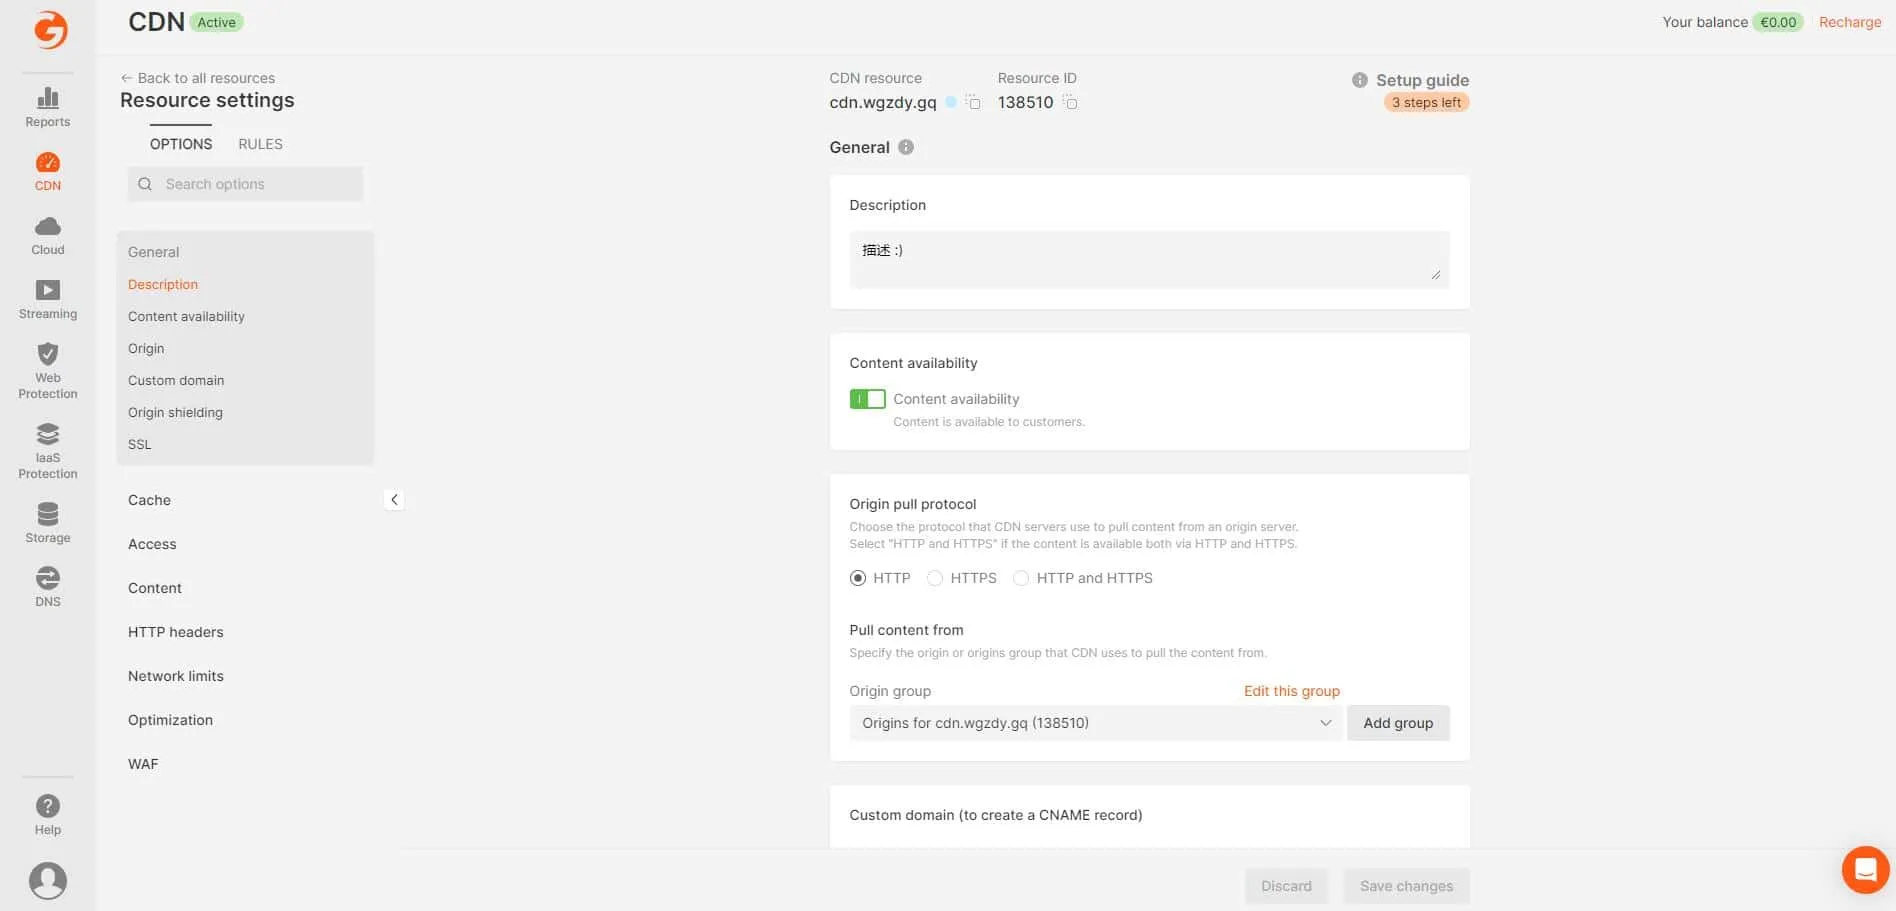 CDN Active
Your balance €0.00 Recharge
Reports
CDN
Cloud
Streaming
Web
Protection
IaaS
Protection
Storage
DNS
Help
← Back to all resources
Resource settings
OPTIONS RULES
Search options
General
Description
Content availability
Origin
Custom domain
Origin shielding
SSL
Cache
Access
Content
HTTP headers
Network limits
Optimization
WAF
CDN resource
cdn.wgzdy.gq
Resource ID
138510
Setup guide
3 steps left
General
Description
描述 :)
Content availability
Content availability
Content is available to customers.
Origin pull protocol
Choose the protocol that CDN servers use to pull content from an origin server.
Select "HTTP and HTTPS" if the content is available both via HTTP and HTTPS.
HTTP HTTPS HTTP and HTTPS
Pull content from
Specify the origin or origins group that CDN uses to pull the content from.
Origin group Edit this group
Origins for cdn.wgzdy.gq (138510) Add group
Custom domain (to create a CNAME record)
Discard Save changes